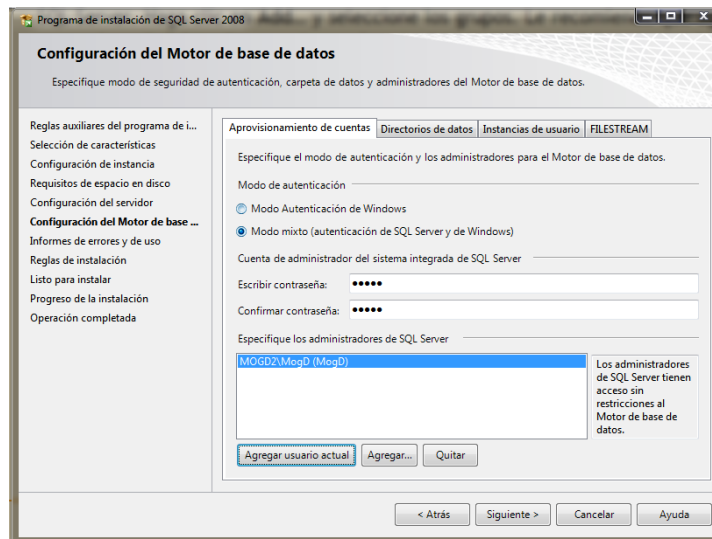 Programa de instalación de SQL Server 2008
Configuración del Motor de base de datos
Especifique modo de seguridad de autenticación, carpeta de datos y administradores del Motor de base de datos.
Reglas auxiliares del programa de i...
Selección de características
Configuración de instancia
Requisitos de espacio en disco
Configuración del servidor
Configuración del Motor de base ...
Informes de errores y de uso
Reglas de instalación
Listo para instalar
Progreso de la instalación
Operación completada
Aprovisionamiento de cuentas Directorios de datos Instancias de usuario FILESTREAM
Especifique el modo de autenticación y los administradores para el Motor de base de datos.
Modo de autenticación
Modo Autenticación de Windows
Modo mixto (autenticación de SQL Server y de Windows)
Cuenta de administrador del sistema integrada de SQL Server
Escribir contraseña: •••••
Confirmar contraseña: •••••
Especifique los administradores de SQL Server
MOGD2\MogD (MogD)
Los administradores
de SQL Server tienen
acceso sin
restricciones al
Motor de base de
datos.
Agregar usuario actual Agregar... Quitar
< Atrás Siguiente > Cancelar Ayuda